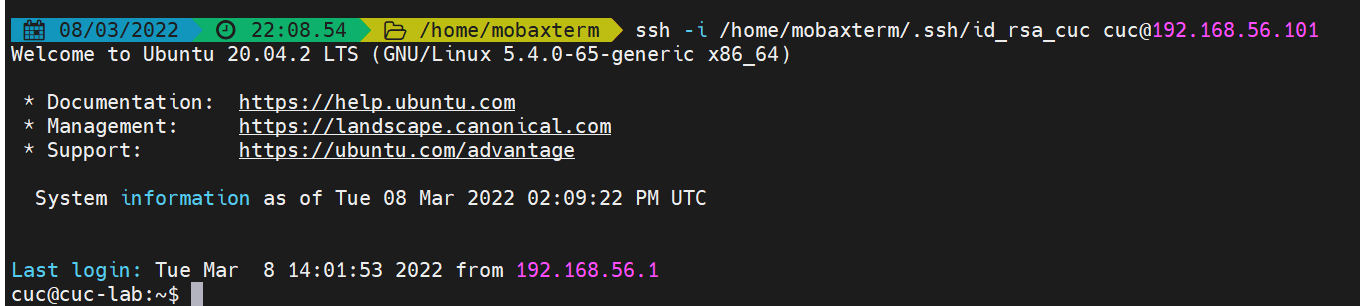 08/03/2022 22:08.54 /home/mobaxterm ssh -i /home/mobaxterm/.ssh/id_rsa_cuc cuc@192.168.56.101
Welcome to Ubuntu 20.04.2 LTS (GNU/Linux 5.4.0-65-generic x86_64)
* Documentation: https://help.ubuntu.com
* Management: https://landscape.canonical.com
* Support: https://ubuntu.com/advantage
System information as of Tue 08 Mar 2022 02:09:22 PM UTC
Last login: Tue Mar  8 14:01:53 2022 from 192.168.56.1
cuc@cuc-lab:~$